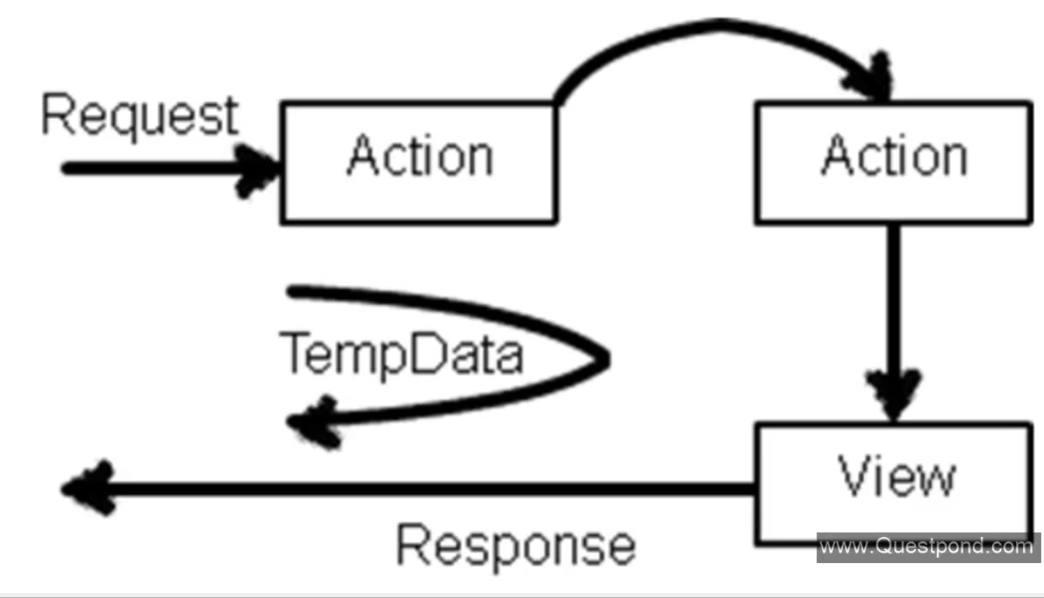 Request
Action
Action
TempData
View
www.Questpond.com
Response